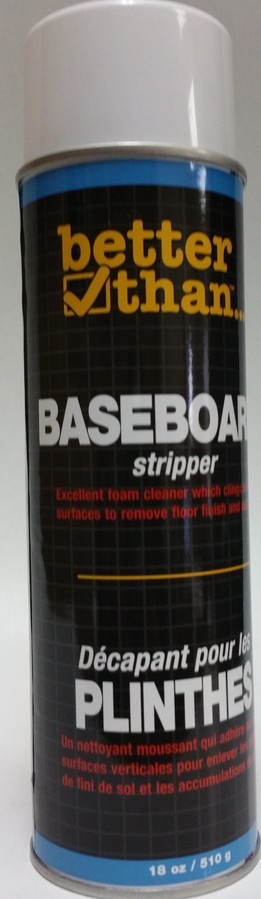 better
than...
BASEBOAR
stripper
Excellent foam cleaner which clings
surfaces to remove floor finish and
Décapant pour les
PLINTHES
Un nettoyant moussant qui adhère
surfaces verticales pour enlever
de fini de sol et les accumulations
18 oz / 510 g